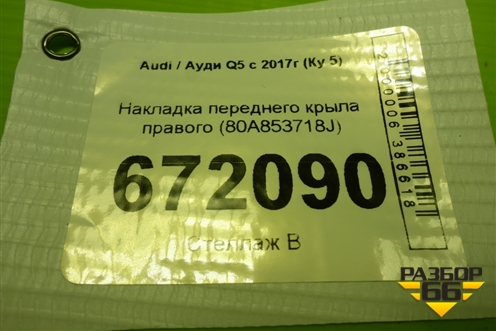 Audi / Ауди Q5 с 2017г (Ку 5)
Накладка переднего крыла
правого (80A853718J)
672090
Стеллаж В
РАЗБОР
66